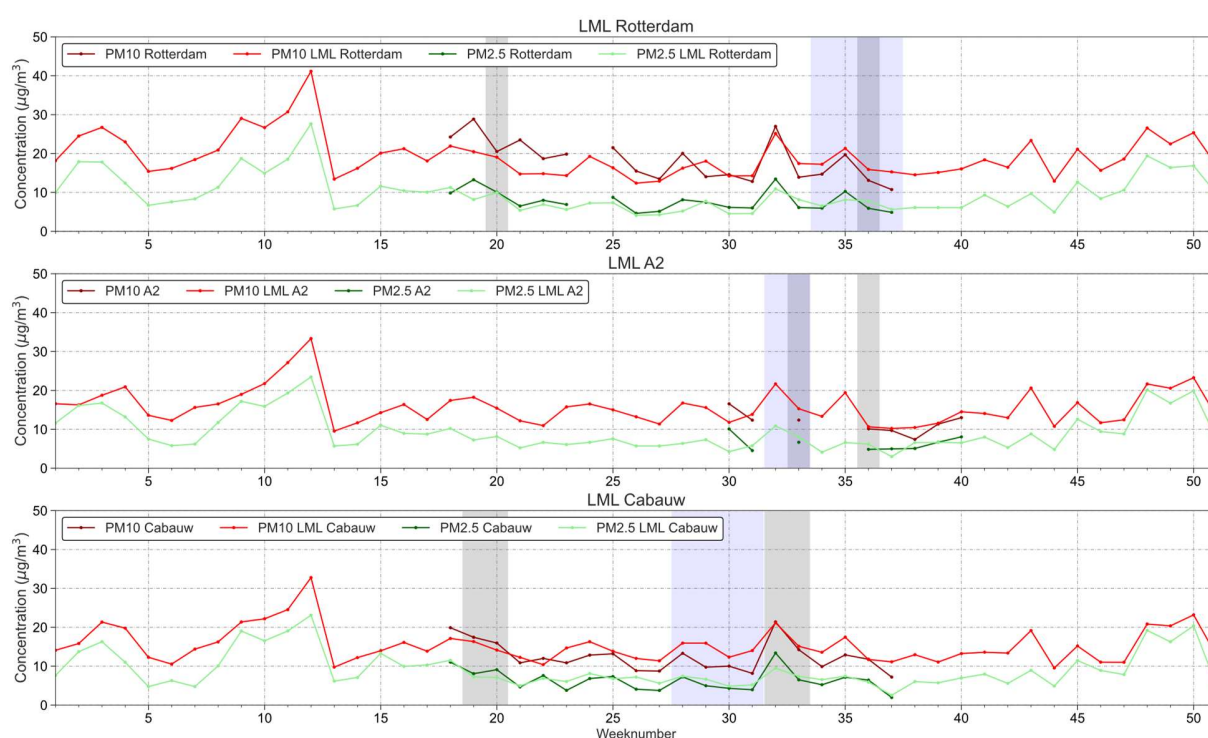 LML Rotterdam
50
40
30
20
10
0
Concentration (μg/m³)
PM10 Rotterdam PM10 LML Rotterdam PM2.5 Rotterdam PM2.5 LML Rotterdam
5 10 15 20 25 30 35 40 45 50
LML A2
50
40
30
20
10
0
Concentration (μg/m³)
PM10 A2 PM10 LML A2 PM2.5 A2 PM2.5 LML A2
5 10 15 20 25 30 35 40 45 50
LML Cabauw
50
40
30
20
10
0
Concentration (μg/m³)
PM10 Cabauw PM10 LML Cabauw PM2.5 Cabauw PM2.5 LML Cabauw
5 10 15 20 25 30 35 40 45 50
Weeknumber